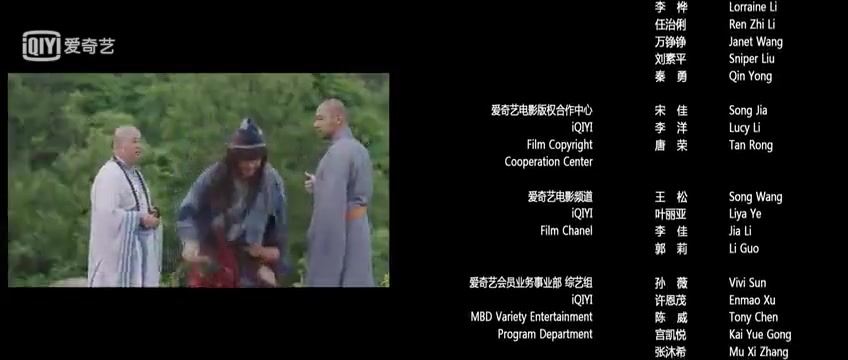 iQIYI 爱奇艺
李 桦 Lorraine Li
任治俐 Ren Zhi Li
万铮铮 Janet Wang
刘素平 Sniper Liu
秦 勇 Qin Yong
爱奇艺电影版权合作中心 宋 佳 Song Jia
iQIYI 李 洋 Lucy Li
Film Copyright 唐 荣 Tan Rong
Cooperation Center
爱奇艺电影频道 王 松 Song Wang
iQIYI 叶丽亚 Liya Ye
Film Chanel 李 佳 Jia Li
郭 莉 Li Guo
爱奇艺会员业务事业部 综艺组 孙 薇 Vivi Sun
iQIYI 许恩茂 Enmao Xu
MBD Variety Entertainment 陈 威 Tony Chen
Program Department 宫凯悦 Kai Yue Gong
张沐希 Mu Xi Zhang